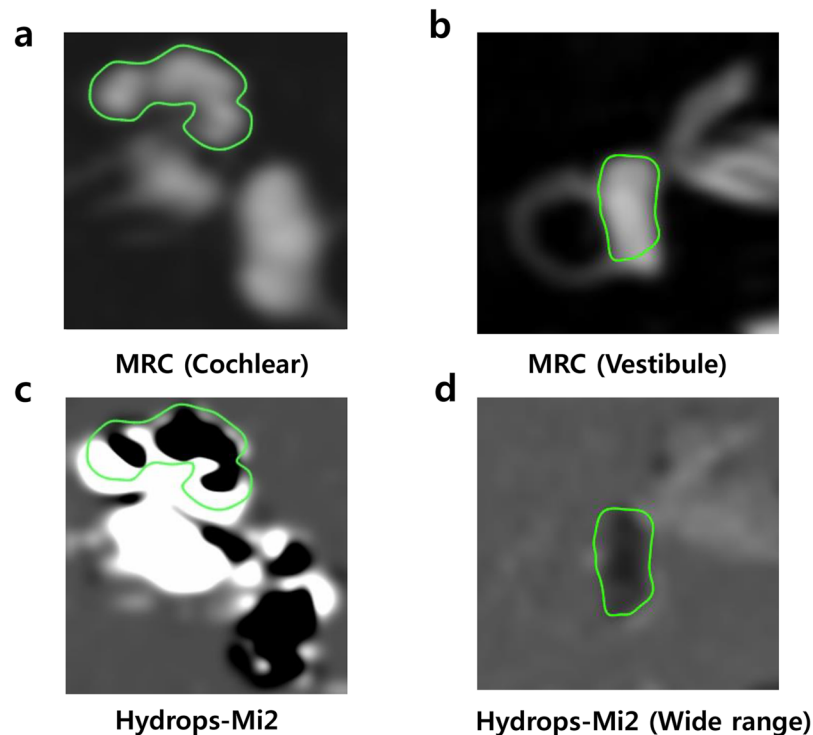 a
b
MRC (Cochlear)
MRC (Vestibule)
c
d
Hydrops-Mi2
Hydrops-Mi2 (Wide range)